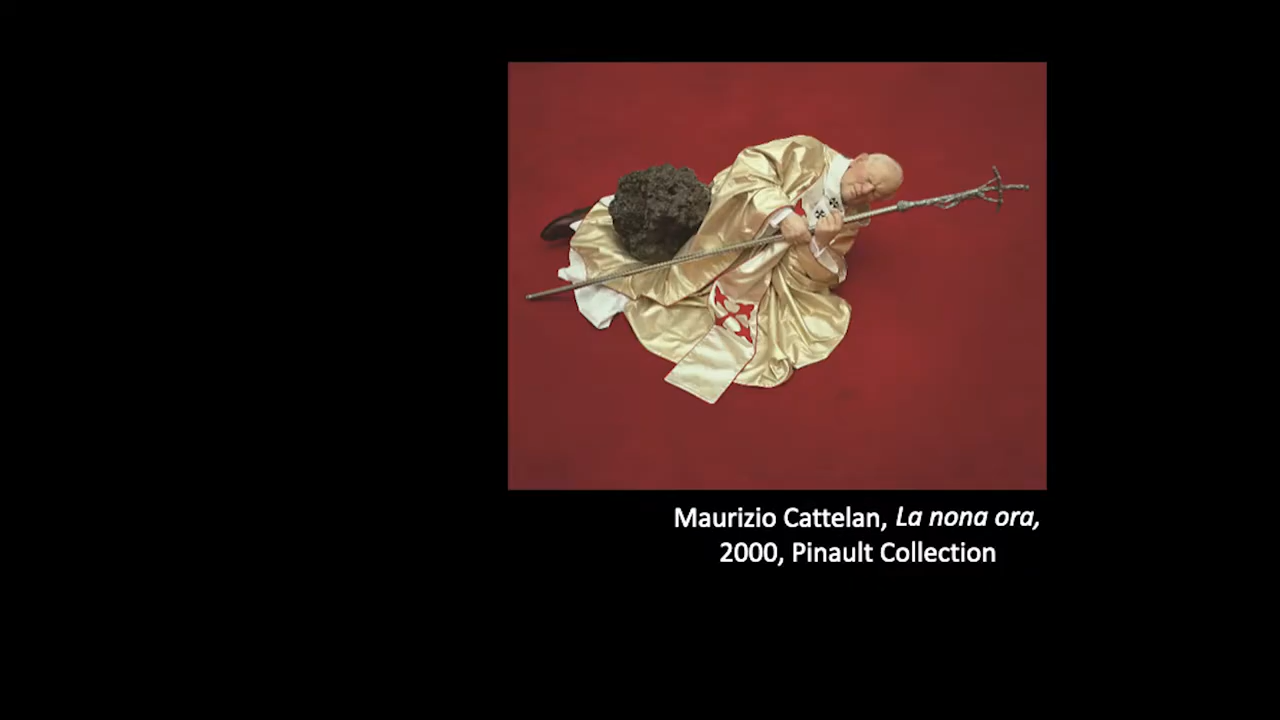 Maurizio Cattelan, La nona ora,
2000, Pinault Collection